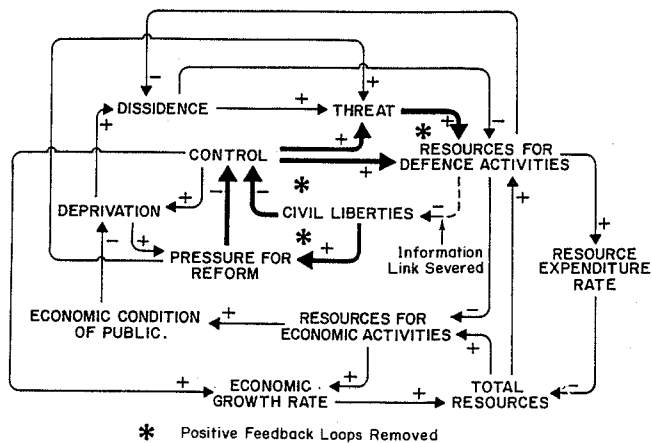 DISSIDENCE
THREAT
CONTROL
RESOURCES FOR
DEFENCE ACTIVITIES
DEPRIVATION
CIVIL LIBERTIES
PRESSURE FOR
REFORM
Information
Link Severed
RESOURCE
EXPENDITURE
RATE
ECONOMIC CONDITION
OF PUBLIC.
RESOURCES FOR
ECONOMIC ACTIVITIES
ECONOMIC
GROWTH RATE
TOTAL
RESOURCES
* Positive Feedback Loops Removed